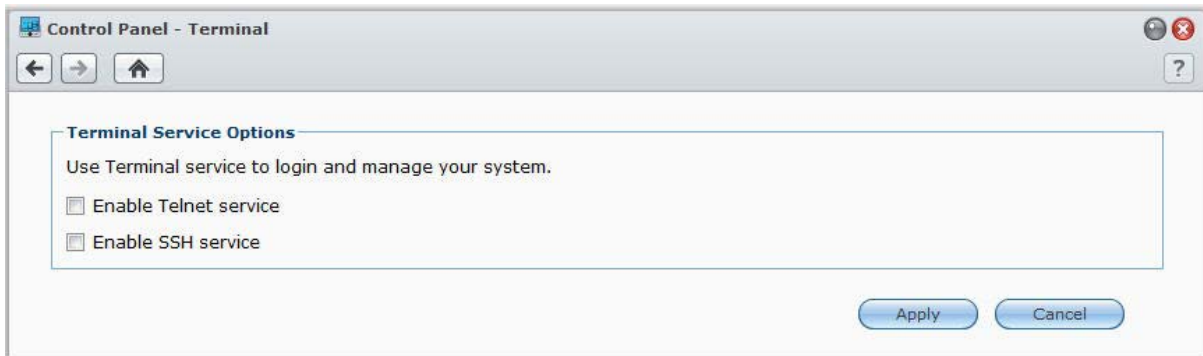 Control Panel - Terminal
?
Terminal Service Options
Use Terminal service to login and manage your system.
Enable Telnet service
Enable SSH service
Apply Cancel